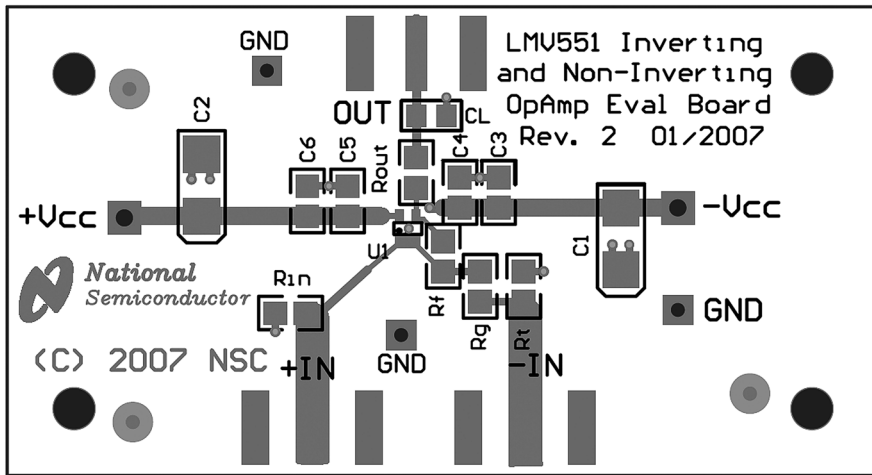 GND
LMV551 Inverting
and Non-Inverting
OpAmp Eval Board
Rev. 2 01/2007
OUT
CL
C2
C6
C5
Rout
C4
C3
+Vcc
-Vcc
U1
C1
National
Semiconductor
Rin
Rf
Rg
Rt
GND
(C) 2007 NSC
+IN
GND
-IN